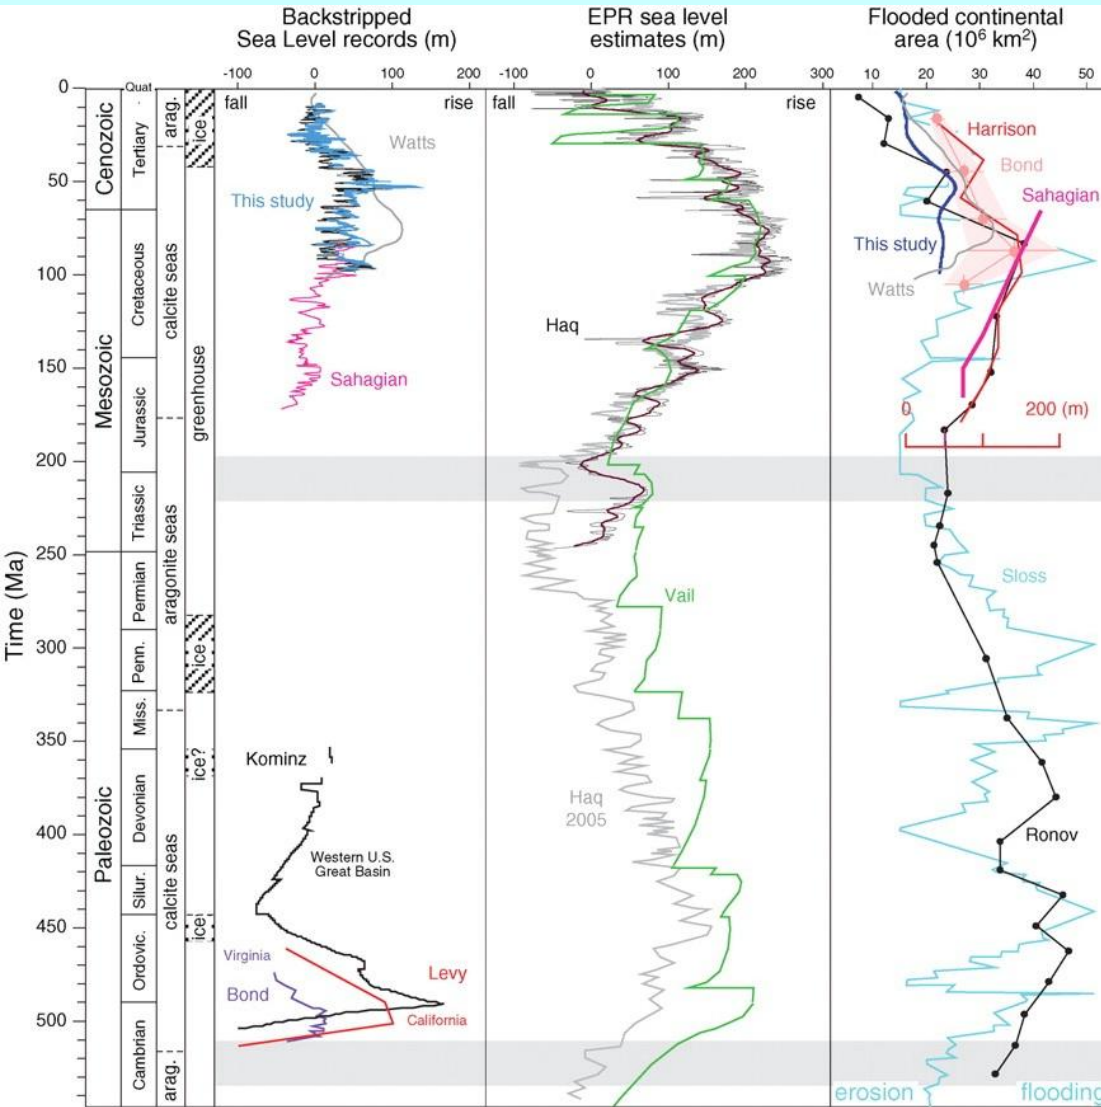 Backstripped
Sea Level records (m)
EPR sea level
estimates (m)
Flooded continental
area (10⁶ km²)
-100 0 100 200
-100 0 100 200 300
10 20 30 40 50
fall rise
fall rise
Time (Ma)
0
50
100
150
200
250
300
350
400
450
500
Cenozoic
Mesozoic
Paleozoic
Quat
Tertiary
Cretaceous
Jurassic
Triassic
Permian
Penn.
Miss.
Devonian
Silur.
Ordovic.
Cambrian
arag.
calcite seas
aragonite seas
calcite seas
arag.
ice
greenhouse
ice
ice?
ice
Watts
This study
Sahagian
Kominz
Western U.S.
Great Basin
Virginia
Bond
Levy
California
Haq
Vail
Haq
2005
Harrison
Bond
Sahagian
This study
Watts
0 200 (m)
Sloss
Ronov
erosion flooding